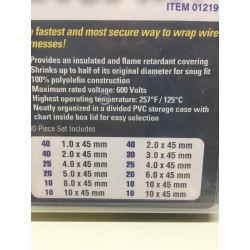 ITEM 01219
e fastest and most secure way to wrap wire
nesses!
Provides an insulated and flame retardant covering
Shrinks up to half of its original diameter for snug fit
100% polyolefin construction
Maximum rated voltage: 600 Volts
Highest operating temperature: 257°F / 125°C
Neatly organized in a divided PVC storage case with
chart inside box lid for easy selection
0 Piece Set Includes
40 1.0 x 45 mm 40 2.0 x 45 mm
40 2.0 x 45 mm 30 3.0 x 45 mm
25 4.0 x 45 mm 25 4.0 x 45 mm
20 5.0 x 45 mm 20 6.0 x 45 mm
10 8.0 x 45 mm 10 10 x 45 mm
10 10 x 45 mm 10 10 x 45 mm